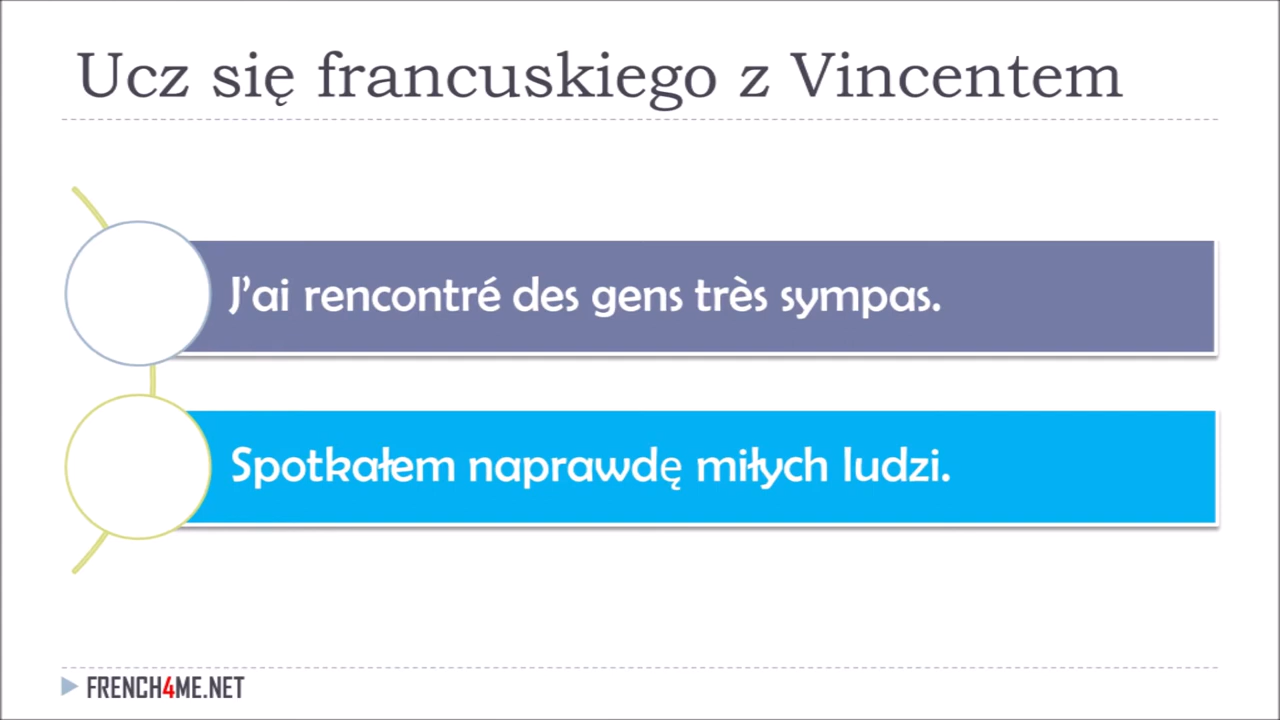 Ucz się francuskiego z Vincentem
J’ai rencontré des gens très sympas.
Spotkałem naprawdę miłych ludzi.
FRENCH4ME.NET